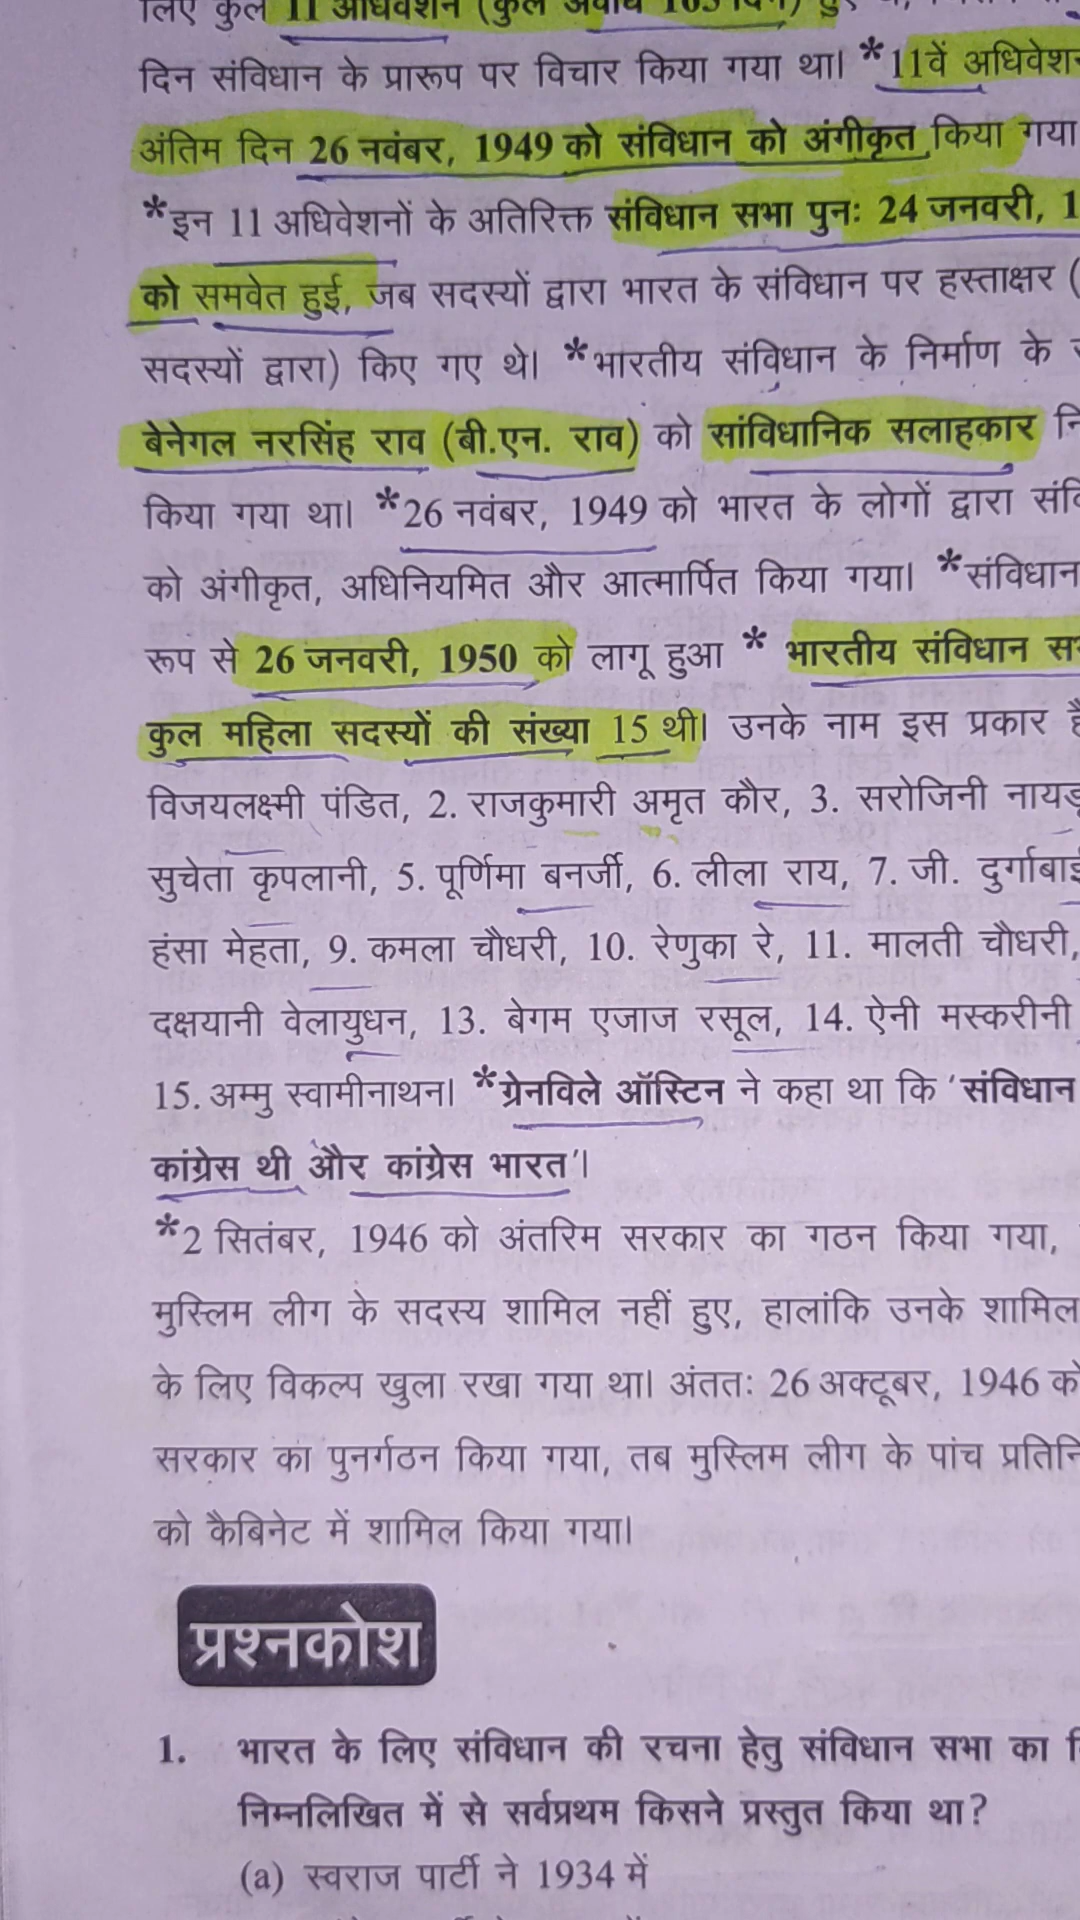 लिए कुल 11 अधिवेशन (कुल अवधि 165 दिन) हुए
दिन संविधान के प्रारूप पर विचार किया गया था। *11वें अधिवेशन
अंतिम दिन 26 नवंबर, 1949 को संविधान को अंगीकृत किया गया
*इन 11 अधिवेशनों के अतिरिक्त संविधान सभा पुनः 24 जनवरी, 1
को समवेत हुई, जब सदस्यों द्वारा भारत के संविधान पर हस्ताक्षर (
सदस्यों द्वारा) किए गए थे। *भारतीय संविधान के निर्माण के
बेनेगल नरसिंह राव (बी.एन. राव) को सांविधानिक सलाहकार
किया गया था। *26 नवंबर, 1949 को भारत के लोगों द्वारा संवि
को अंगीकृत, अधिनियमित और आत्मार्पित किया गया। *संविधान
रूप से 26 जनवरी, 1950 को लागू हुआ * भारतीय संविधान
कुल महिला सदस्यों की संख्या 15 थी। उनके नाम इस प्रकार
विजयलक्ष्मी पंडित, 2. राजकुमारी अमृत कौर, 3. सरोजिनी नायडू
सुचेता कृपलानी, 5. पूर्णिमा बनर्जी, 6. लीला राय, 7. जी. दुर्गाबाई
हंसा मेहता, 9. कमला चौधरी, 10. रेणुका रे, 11. मालती चौधरी,
दक्षयानी वेलायुधन, 13. बेगम एजाज रसूल, 14. ऐनी मस्करीनी
15. अम्मु स्वामीनाथन। *ग्रेनविले ऑस्टिन ने कहा था कि 'संविधान
कांग्रेस थी और कांग्रेस भारत'।
*2 सितंबर, 1946 को अंतरिम सरकार का गठन किया गया,
मुस्लिम लीग के सदस्य शामिल नहीं हुए, हालांकि उनके शामिल
के लिए विकल्प खुला रखा गया था। अंततः 26 अक्टूबर, 1946 को
सरकार का पुनर्गठन किया गया, तब मुस्लिम लीग के पांच प्रतिनि
को कैबिनेट में शामिल किया गया।
प्रश्नकोश
1. भारत के लिए संविधान की रचना हेतु संविधान सभा का
निम्नलिखित में से सर्वप्रथम किसने प्रस्तुत किया था?
(a) स्वराज पार्टी ने 1934 में